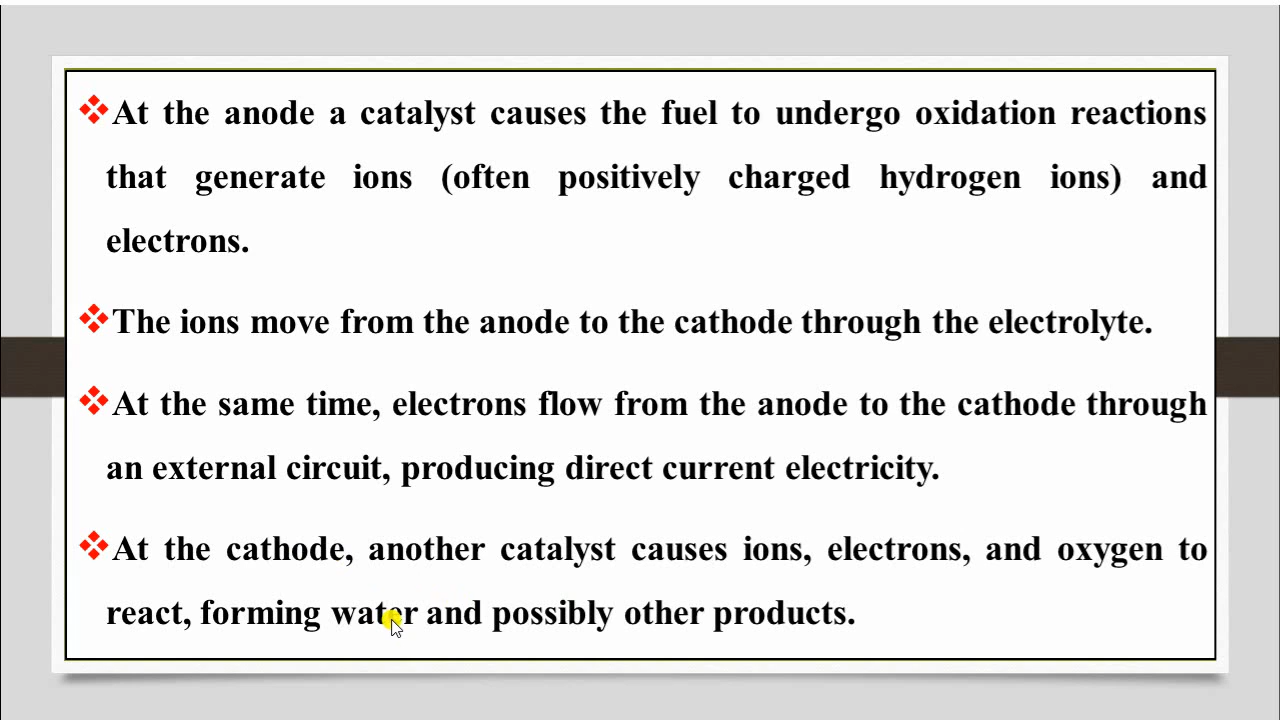 ❖At the anode a catalyst causes the fuel to undergo oxidation reactions
that generate ions (often positively charged hydrogen ions) and
electrons.
❖The ions move from the anode to the cathode through the electrolyte.
❖At the same time, electrons flow from the anode to the cathode through
an external circuit, producing direct current electricity.
❖At the cathode, another catalyst causes ions, electrons, and oxygen to
react, forming water and possibly other products.